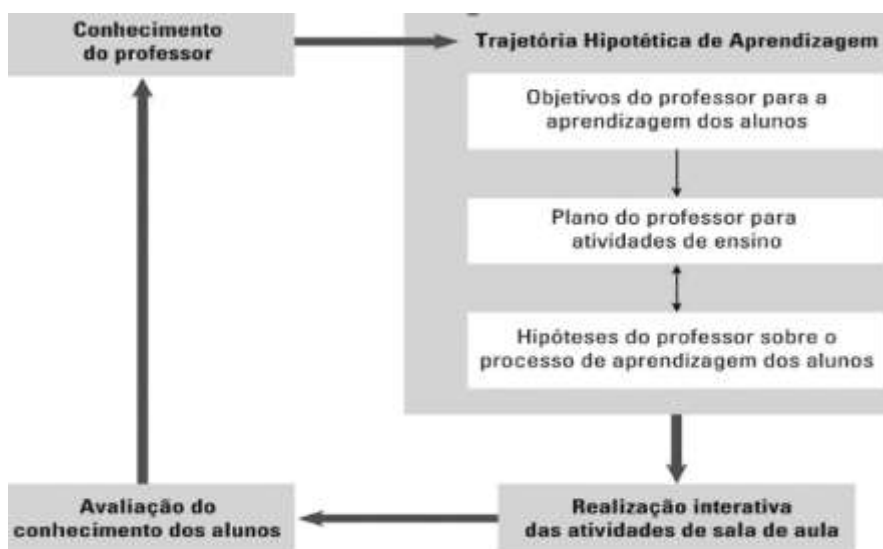 Conhecimento
do professor
Trajetória Hipotética de Aprendizagem
Objetivos do professor para a
aprendizagem dos alunos
Plano do professor para
atividades de ensino
Hipóteses do professor sobre o
processo de aprendizagem dos alunos
Avaliação do
conhecimento dos alunos
Realização interativa
das atividades de sala de aula